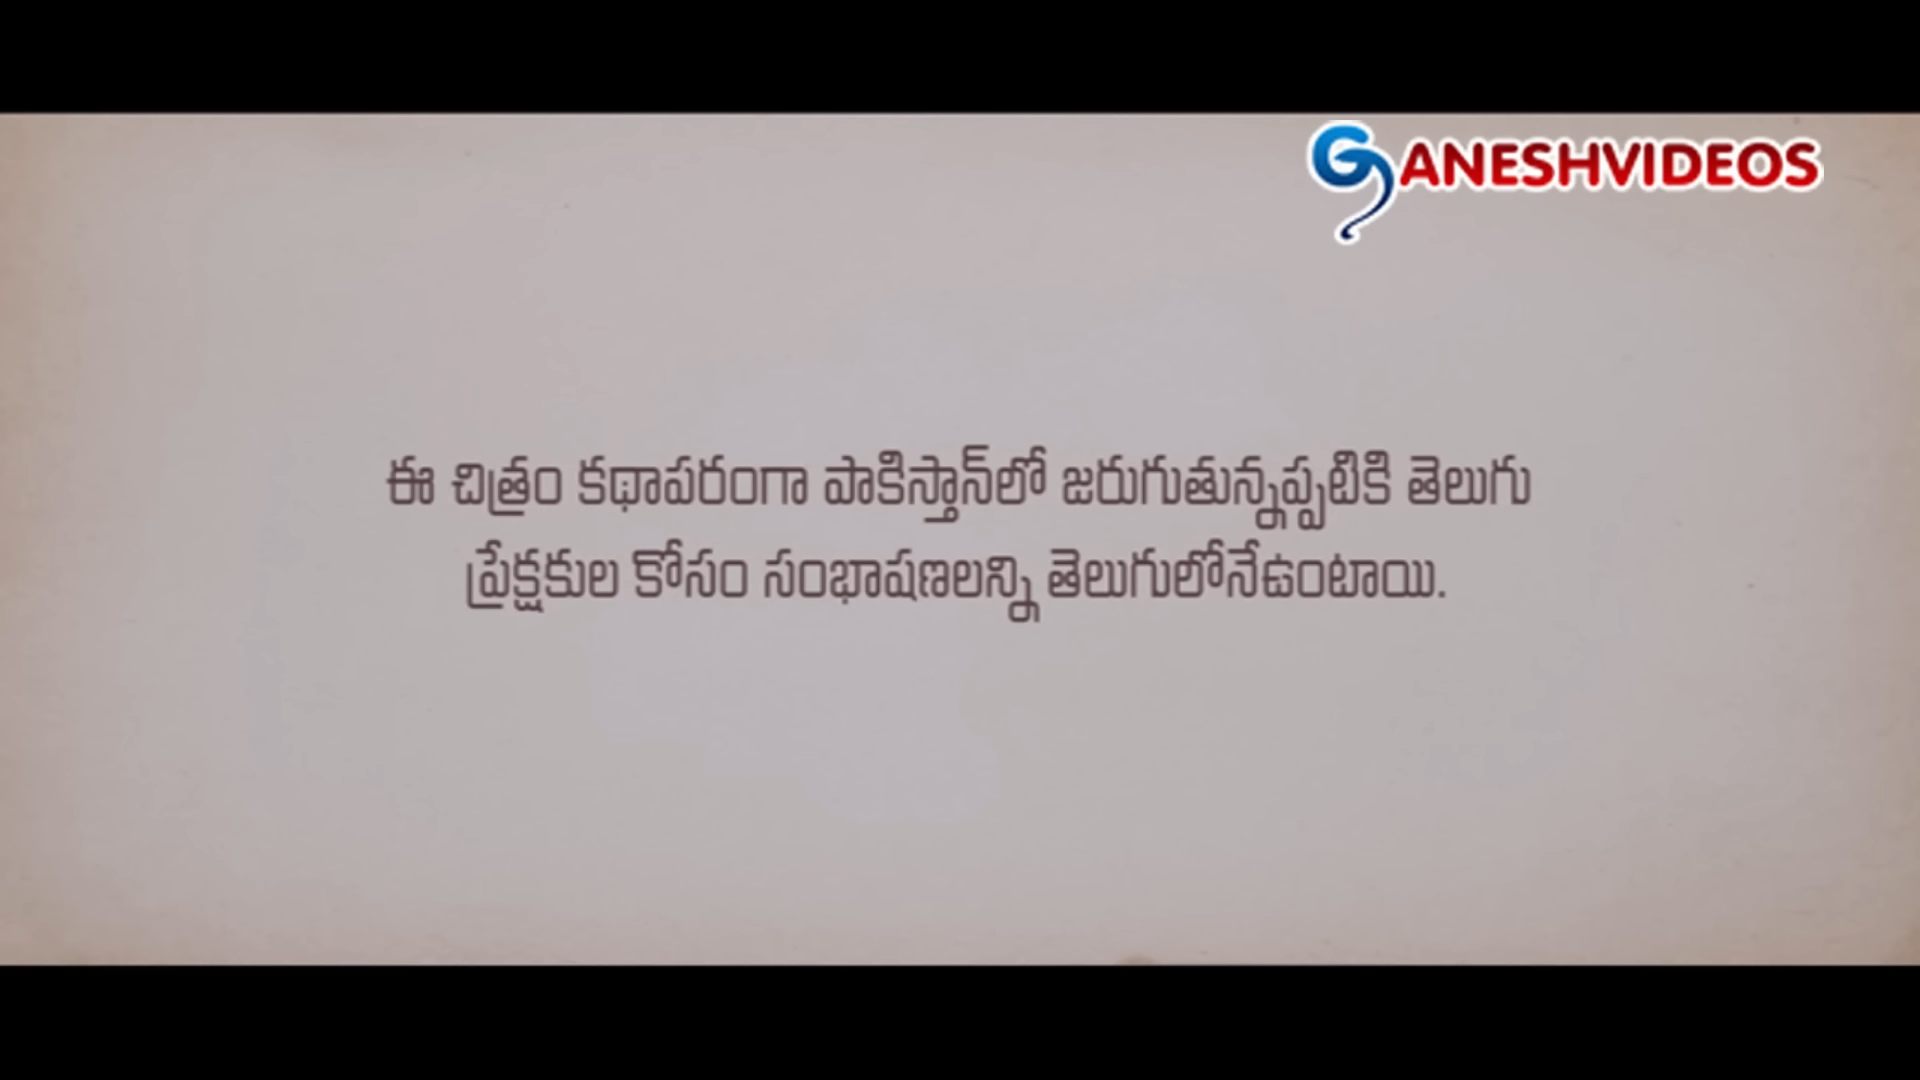 GANESHVIDEOS
ఈ చిత్రం కథాపరంగా పాకిస్తాన్‌లో జరుగుతున్నప్పటికి తెలుగు
ప్రేక్షకుల కోసం సంభాషణలన్ని తెలుగులోనేఉంటాయి.